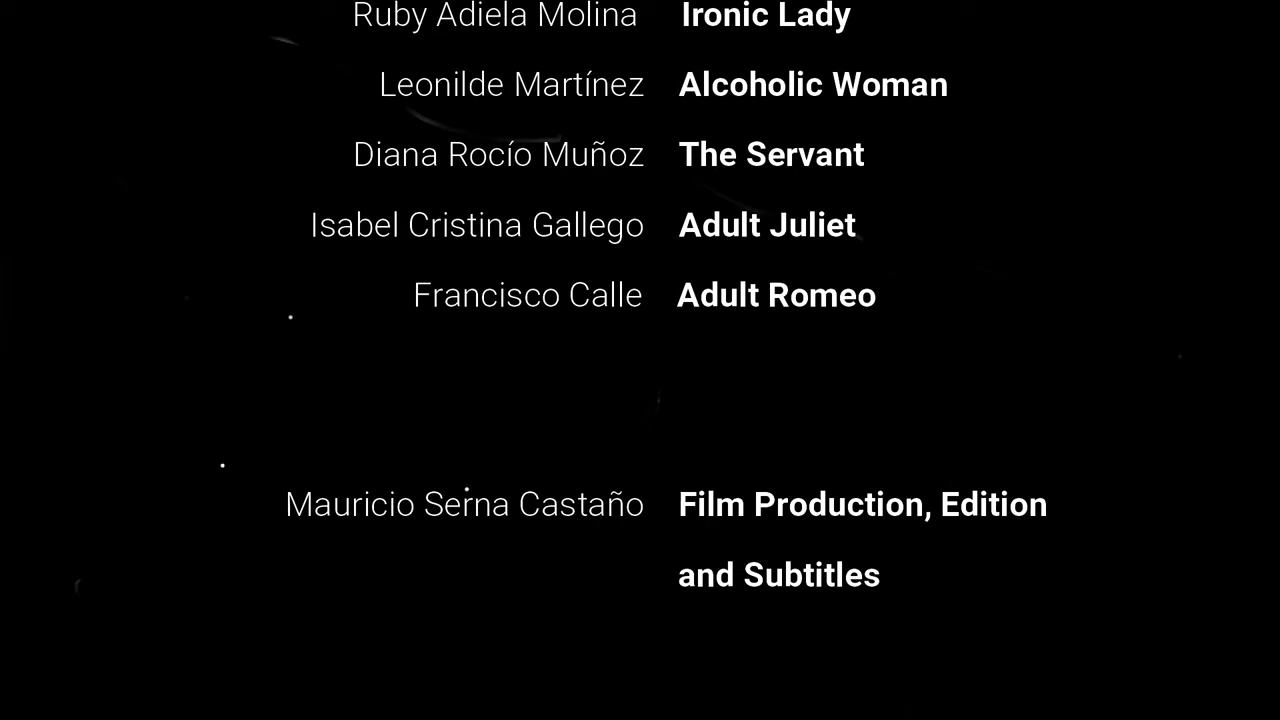 Ruby Adiela Molina Ironic Lady
Leonilde Martínez Alcoholic Woman
Diana Rocío Muñoz The Servant
Isabel Cristina Gallego Adult Juliet
Francisco Calle Adult Romeo
Mauricio Serna Castaño Film Production, Edition
and Subtitles